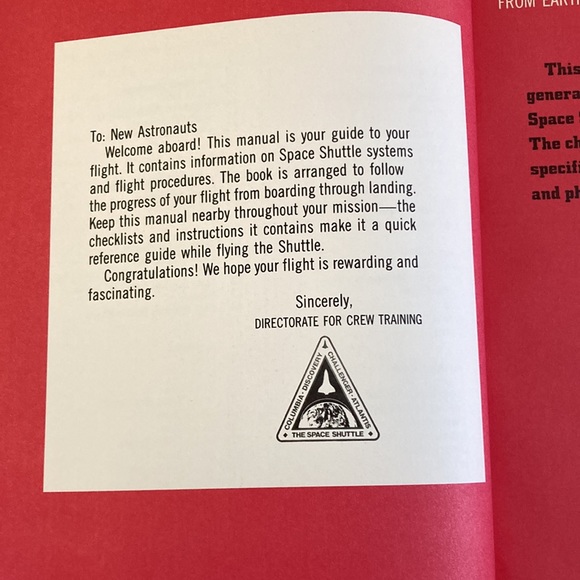 To: New Astronauts
Welcome aboard! This manual is your guide to your
flight. It contains information on Space Shuttle systems
and flight procedures. The book is arranged to follow
the progress of your flight from boarding through landing.
Keep this manual nearby throughout your mission—the
checklists and instructions it contains make it a quick
reference guide while flying the Shuttle.
Congratulations! We hope your flight is rewarding and
fascinating.
Sincerely,
DIRECTORATE FOR CREW TRAINING
COLUMBIA · DISCOVERY
CHALLENGER · ATLANTIS
THE SPACE SHUTTLE
FROM
This
Space